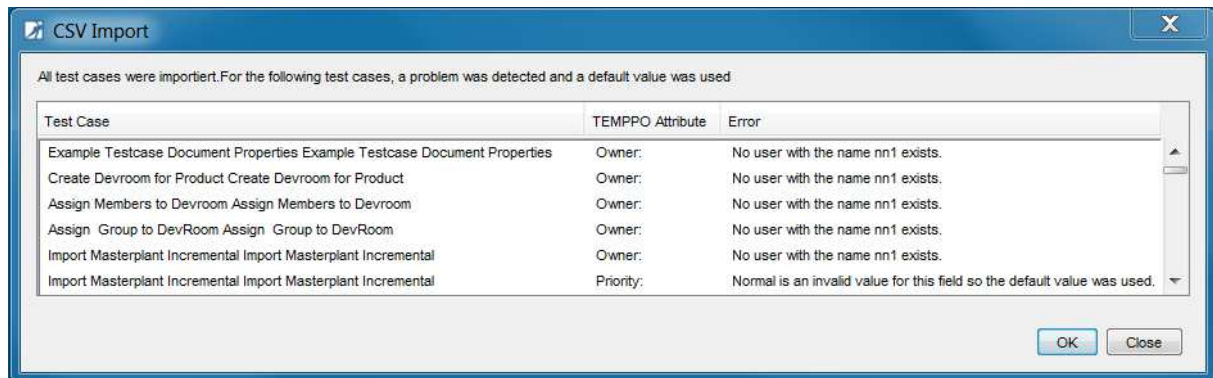 CSV Import
All test cases were importiert.For the following test cases, a problem was detected and a default value was used
Test Case TEMPPO Attribute Error
Example Testcase Document Properties Example Testcase Document Properties Owner: No user with the name nn1 exists.
Create Devroom for Product Create Devroom for Product Owner: No user with the name nn1 exists.
Assign Members to Devroom Assign Members to Devroom Owner: No user with the name nn1 exists.
Assign  Group to DevRoom Assign  Group to DevRoom Owner: No user with the name nn1 exists.
Import Masterplant Incremental Import Masterplant Incremental Owner: No user with the name nn1 exists.
Import Masterplant Incremental Import Masterplant Incremental Priority: Normal is an invalid value for this field so the default value was used.
OK Close